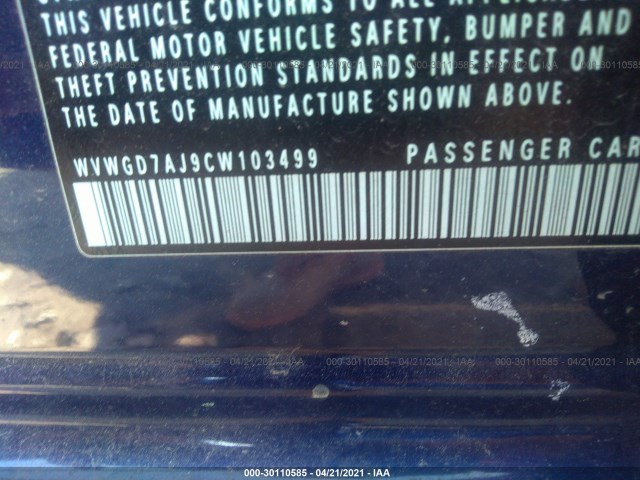 THIS VEHICLE CONFORMS TO ALL
FEDERAL MOTOR VEHICLE SAFETY, BUMPER AND
THEFT PREVENTION STANDARDS IN EFFECT ON
THE DATE OF MANUFACTURE SHOWN ABOVE.
WVWGD7AJ9CW103499 PASSENGER CAR
000-30110585 - 04/21/2021 - IAA